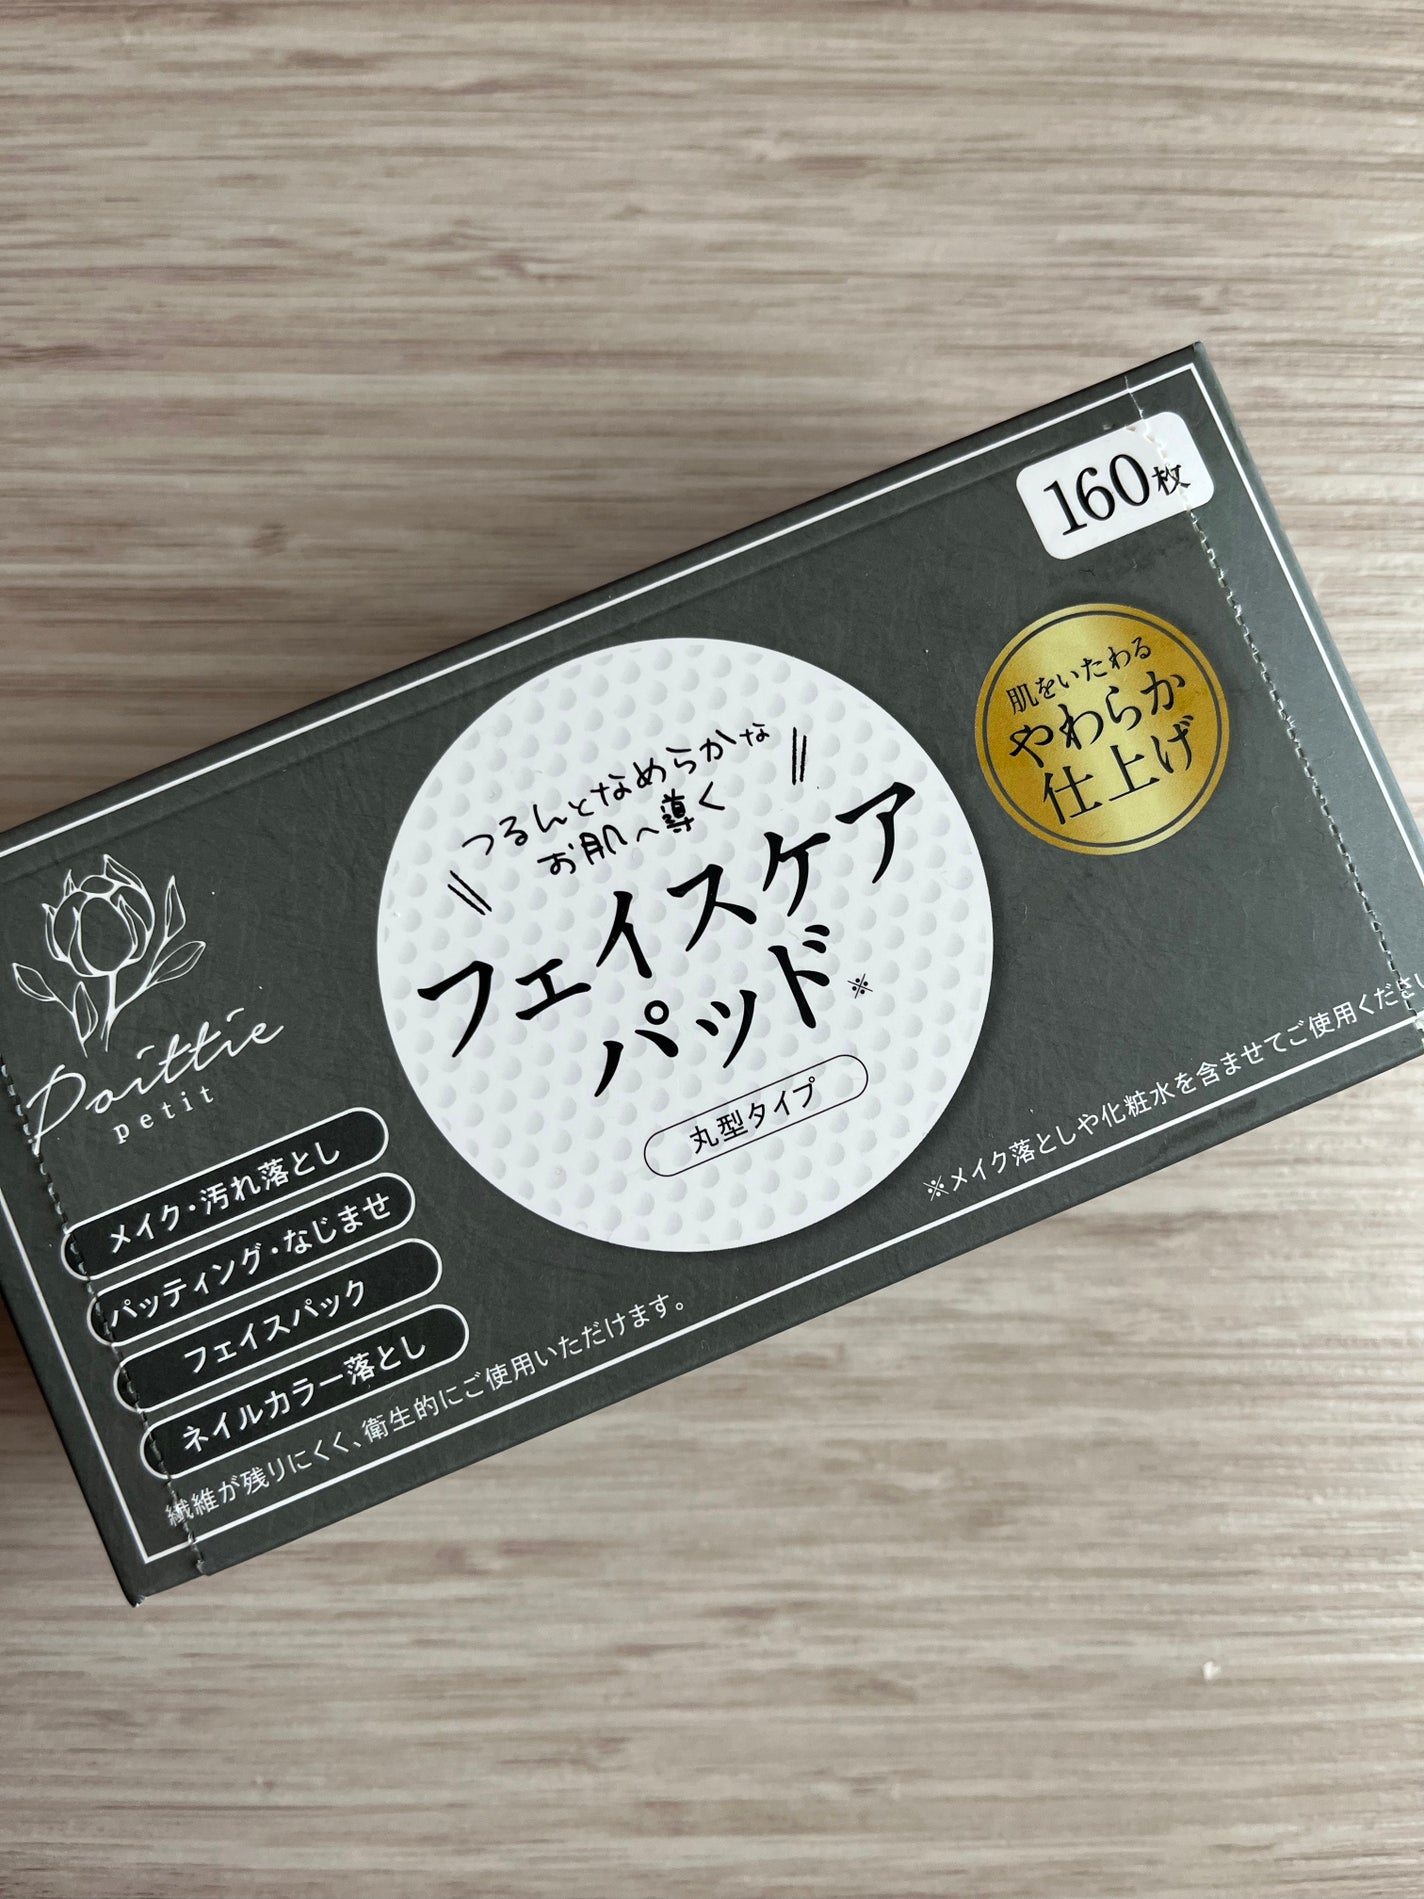 160枚
肌をいたわる
やわらか
仕上げ
つるんとなめらかな
お肌へ導く
フェイスケア
パッド※
丸型タイプ
Poittie
petit
メイク・汚れ落とし
パッティング・なじませ
フェイスパック
ネイルカラー落とし
繊維が残りにくく、衛生的にご使用いただけます。
※メイク落としや化粧水を含ませてご使用ください